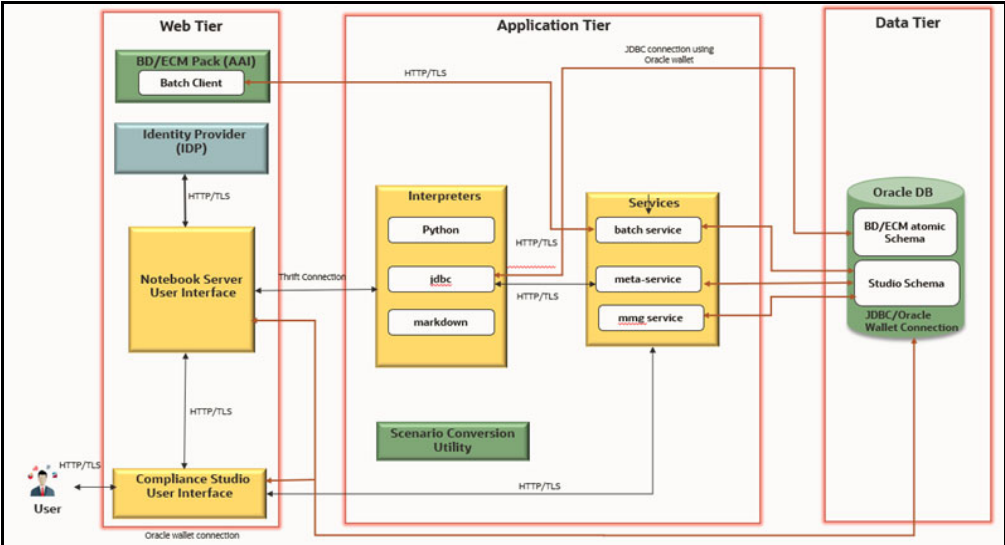 Web Tier
Application Tier
Data Tier
BD/ECM Pack (AAI)
Batch Client
HTTP/TLS
JDBC connection using
Oracle wallet
Identity Provider
(IDP)
HTTP/TLS
Interpreters
Python
jdbc
markdown
HTTP/TLS
HTTP/TLS
Services
batch service
meta-service
mmg service
Oracle DB
BD/ECM atomic
Schema
Studio Schema
JDBC/Oracle
Wallet Connection
Notebook Server
User Interface
Thrift Connection
HTTP/TLS
Scenario Conversion
Utility
HTTP/TLS
User
Compliance Studio
User Interface
HTTP/TLS
Oracle wallet connection